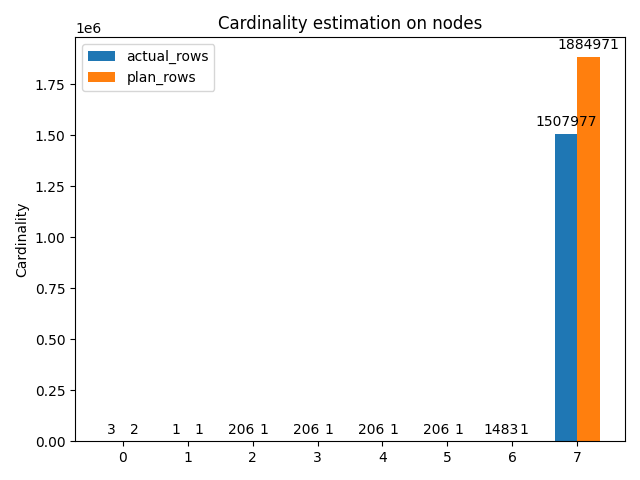 Cardinality estimation on nodes
1e6
actual_rows
plan_rows
Cardinality
1.75
1.50
1.25
1.00
0.75
0.50
0.25
0.00
1884971
1507977
3 2 1 1 206 1 206 1 206 1 206 1 1483 1
0 1 2 3 4 5 6 7